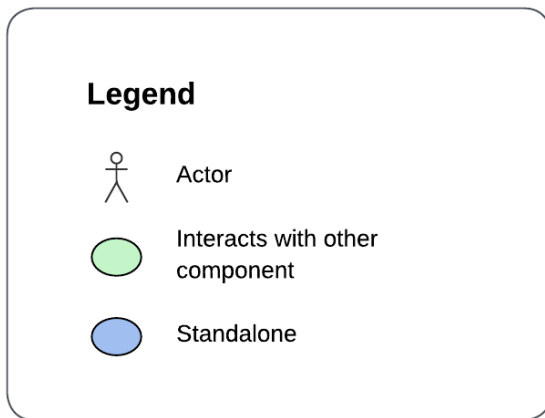 Legend
Actor
Interacts with other
component
Standalone